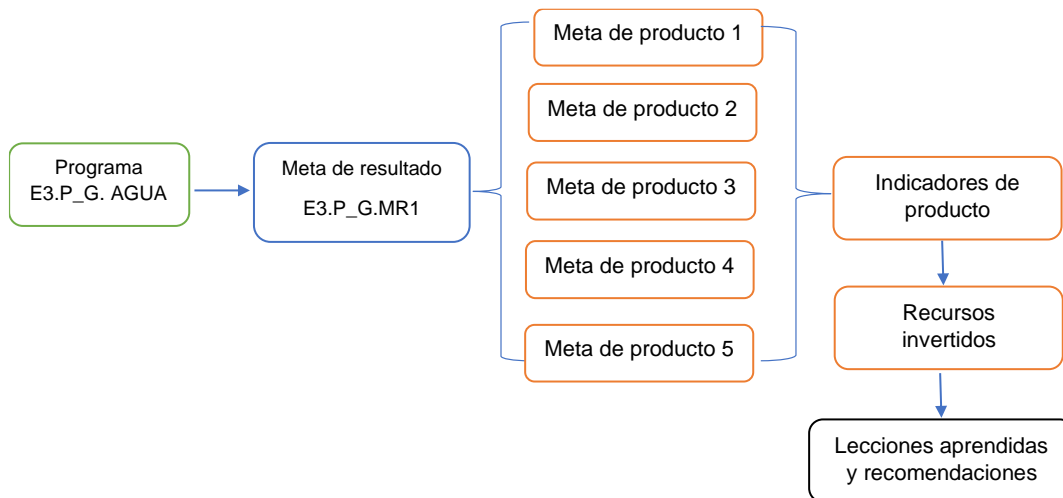 Programa
E3.P_G. AGUA
Meta de resultado
E3.P_G.MR1
Meta de producto 1
Meta de producto 2
Meta de producto 3
Meta de producto 4
Meta de producto 5
Indicadores de
producto
Recursos
invertidos
Lecciones aprendidas
y recomendaciones